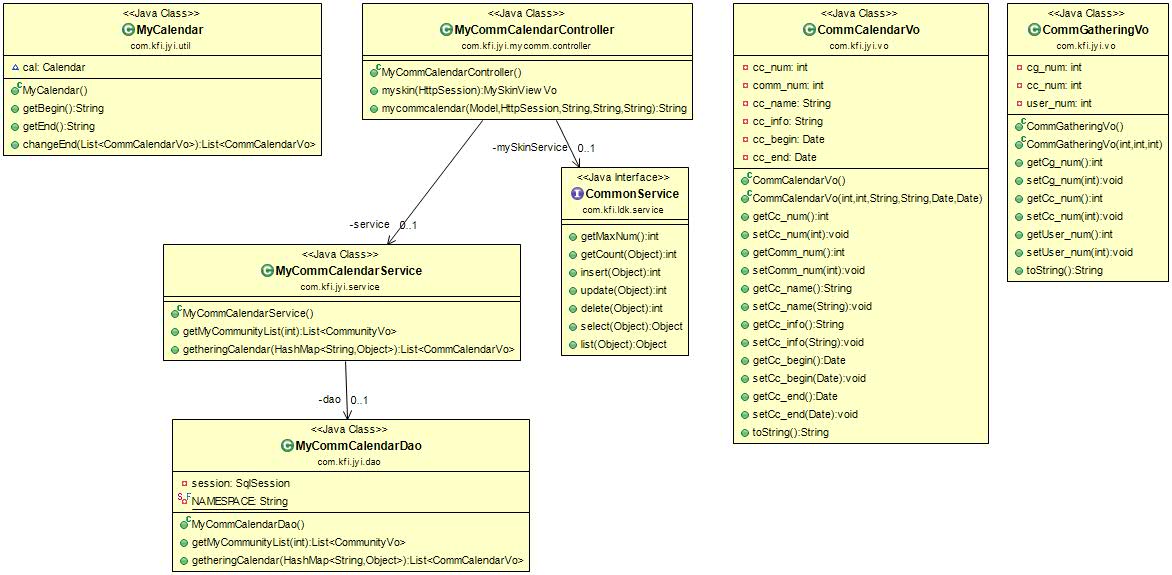 <<Java Class>>
MyCalendar
com.kfi.jyi.util
cal: Calendar
MyCalendar()
getBegin():String
getEnd():String
changeEnd(List<CommCalendarVo>):List<CommCalendarVo>
<<Java Class>>
MyCommCalendarController
com.kfi.jyi.mycomm.controller
MyCommCalendarController()
myskin(HttpSession):MySkinViewVo
mycommcalendar(Model,HttpSession,String,String,String):String
-mySkinService
0..1
-service
0..1
<<Java Interface>>
CommonService
com.kfi.ldk.service
getMaxNum():int
getCount(Object):int
insert(Object):int
update(Object):int
delete(Object):int
select(Object):Object
list(Object):Object
<<Java Class>>
MyCommCalendarService
com.kfi.jyi.service
MyCommCalendarService()
getMyCommunityList(int):List<CommunityVo>
getheringCalendar(HashMap<String,Object>):List<CommCalendarVo>
-dao
0..1
<<Java Class>>
MyCommCalendarDao
com.kfi.jyi.dao
session: SqlSession
NAMESPACE: String
MyCommCalendarDao()
getMyCommunityList(int):List<CommunityVo>
getheringCalendar(HashMap<String,Object>):List<CommCalendarVo>
<<Java Class>>
CommCalendarVo
com.kfi.jyi.vo
cc_num: int
comm_num: int
cc_name: String
cc_info: String
cc_begin: Date
cc_end: Date
CommCalendarVo()
CommCalendarVo(int,int,String,String,Date,Date)
getCc_num():int
setCc_num(int):void
getComm_num():int
setComm_num(int):void
getCc_name():String
setCc_name(String):void
getCc_info():String
setCc_info(String):void
getCc_begin():Date
setCc_begin(Date):void
getCc_end():Date
setCc_end(Date):void
toString():String
<<Java Class>>
CommGatheringVo
com.kfi.jyi.vo
cg_num: int
cc_num: int
user_num: int
CommGatheringVo()
CommGatheringVo(int,int,int)
getCg_num():int
setCg_num(int):void
getCc_num():int
setCc_num(int):void
getUser_num():int
setUser_num(int):void
toString():String